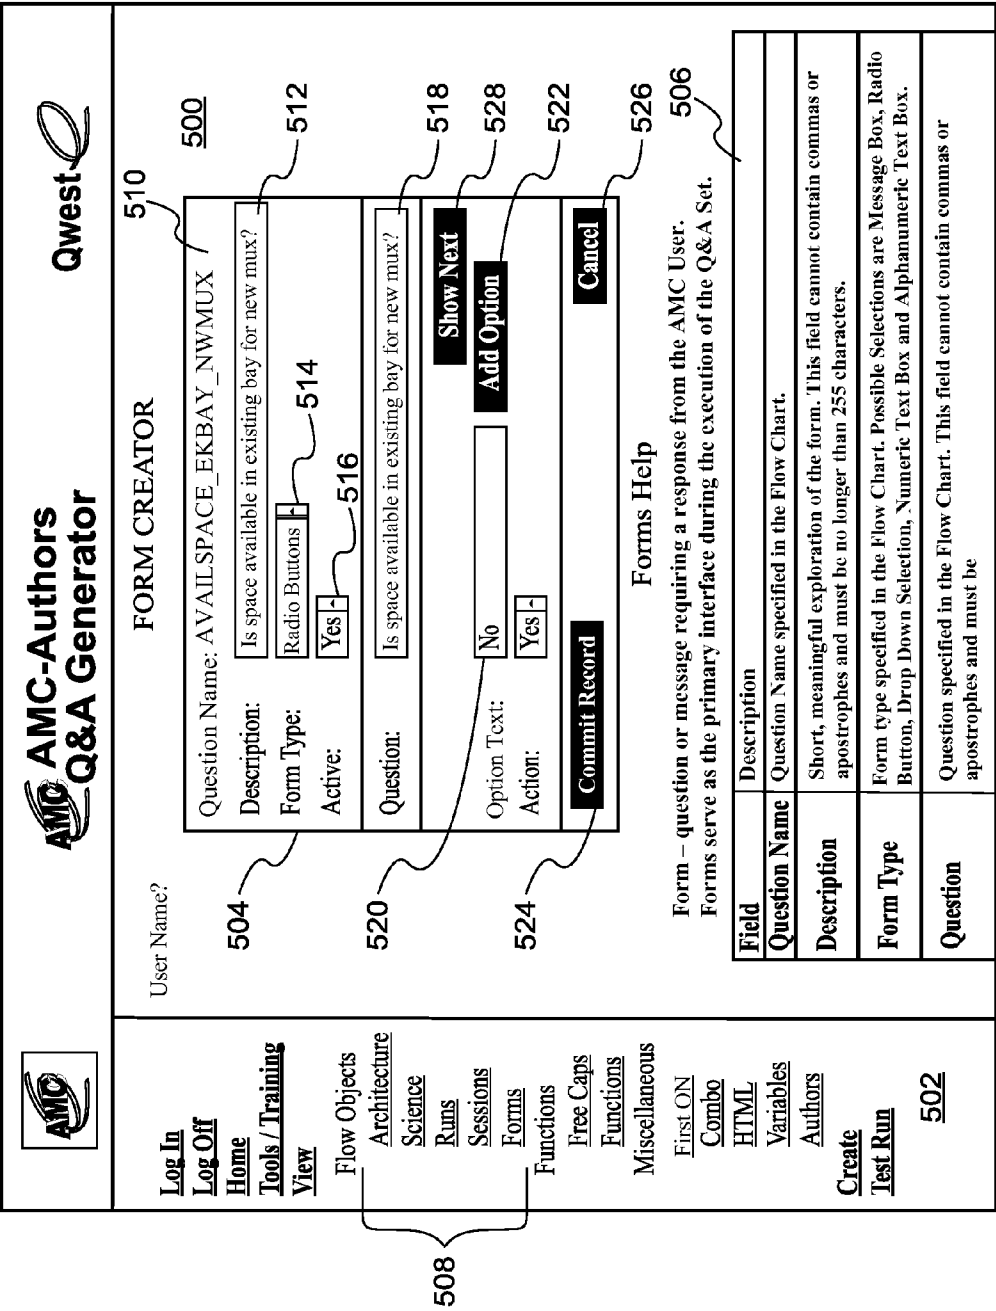 AMC
AMC AMC-Authors
Q&A Generator
Qwest
Log In
Log Off
Home
Tools / Training
View
Flow Objects
Architecture
Science
Runs
Sessions
Forms
Functions
Free Caps
Functions
Miscellaneous
First ON
Combo
HTML
Variables
Authors
Create
Test Run
502
508
User Name?
FORM CREATOR
510
500
Question Name: AVAILSPACE_EKBAY_NWMUX
Description: Is space available in existing bay for new mux?
512
Form Type: Radio Buttons
514
Active: Yes
516
504
Question: Is space available in existing bay for new mux?
518
Show Next
528
Option Text: No
Add Option
520
522
Action: Yes
Commit Record
Cancel
524
526
Forms Help
506
Form – question or message requiring a response from the AMC User.
Forms serve as the primary interface during the execution of the Q&A Set.
Field Description
Question Name Question Name specified in the Flow Chart.
Description Short, meaningful exploration of the form. This field cannot contain commas or
apostrophes and must be no longer than 255 characters.
Form Type Form type specified in the Flow Chart. Possible Selections are Message Box, Radio
Button, Drop Down Selection, Numeric Text Box and Alphanumeric Text Box.
Question Question specified in the Flow Chart. This field cannot contain commas or
apostrophes and must be